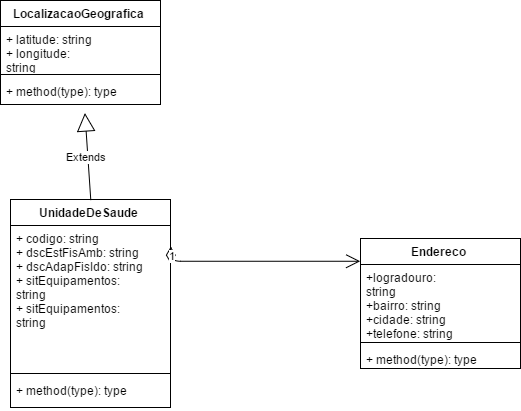 LocalizacaoGeografica
+ latitude: string
+ longitude:
string
+ method(type): type
Extends
UnidadeDeSaude
+ codigo: string
+ dscEstFisAmb: string
+ dscAdapFisIdo: string
+ sitEquipamentos:
string
+ sitEquipamentos:
string
+ method(type): type
1
Endereco
+logradouro:
string
+bairro: string
+cidade: string
+telefone: string
+ method(type): type